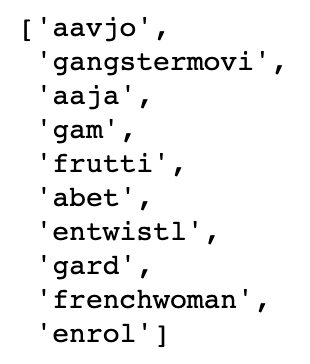 ['aavjo',
'gangstermovi',
'aaja',
'gam',
'frutti',
'abet',
'entwistl',
'gard',
'frenchwoman',
'enrol']